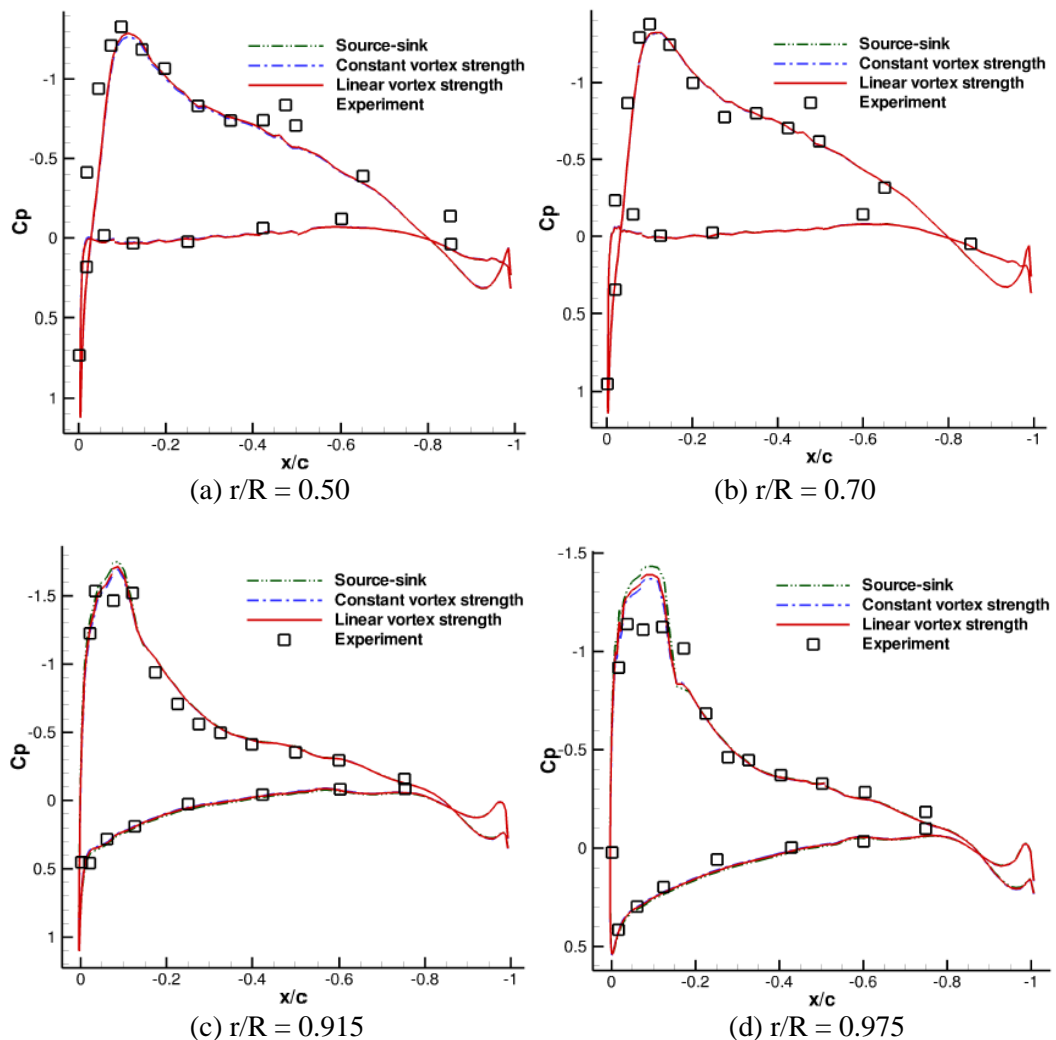 Source-sink
Constant vortex strength
Linear vortex strength
Experiment
-1
-0.5
0
0.5
1
Cp
0 -0.2 -0.4 -0.6 -0.8 -1
x/c
(a) r/R = 0.50
Source-sink
Constant vortex strength
Linear vortex strength
Experiment
-1
-0.5
0
0.5
1
Cp
0 -0.2 -0.4 -0.6 -0.8 -1
x/c
(b) r/R = 0.70
Source-sink
Constant vortex strength
Linear vortex strength
Experiment
-1.5
-1
-0.5
0
0.5
1
Cp
0 -0.2 -0.4 -0.6 -0.8 -1
x/c
(c) r/R = 0.915
Source-sink
Constant vortex strength
Linear vortex strength
Experiment
-1.5
-1
-0.5
0
0.5
Cp
0 -0.2 -0.4 -0.6 -0.8 -1
x/c
(d) r/R = 0.975